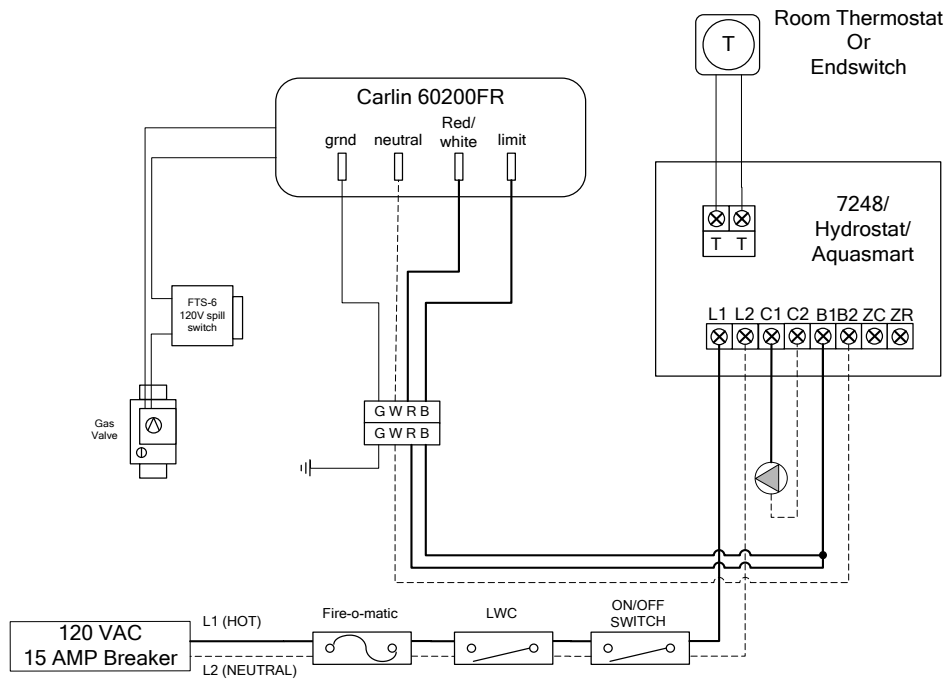 Room Thermostat
Or
Endswitch
T
Carlin 60200FR
grnd
neutral
Red/
white
limit
7248/
Hydrostat/
Aquasmart
T T
FTS-6
120V spill
switch
L1 L2 C1 C2 B1 B2 ZC ZR
Gas
Valve
G W R B
G W R B
L1 (HOT)
Fire-o-matic
LWC
ON/OFF
SWITCH
120 VAC
15 AMP Breaker
L2 (NEUTRAL)